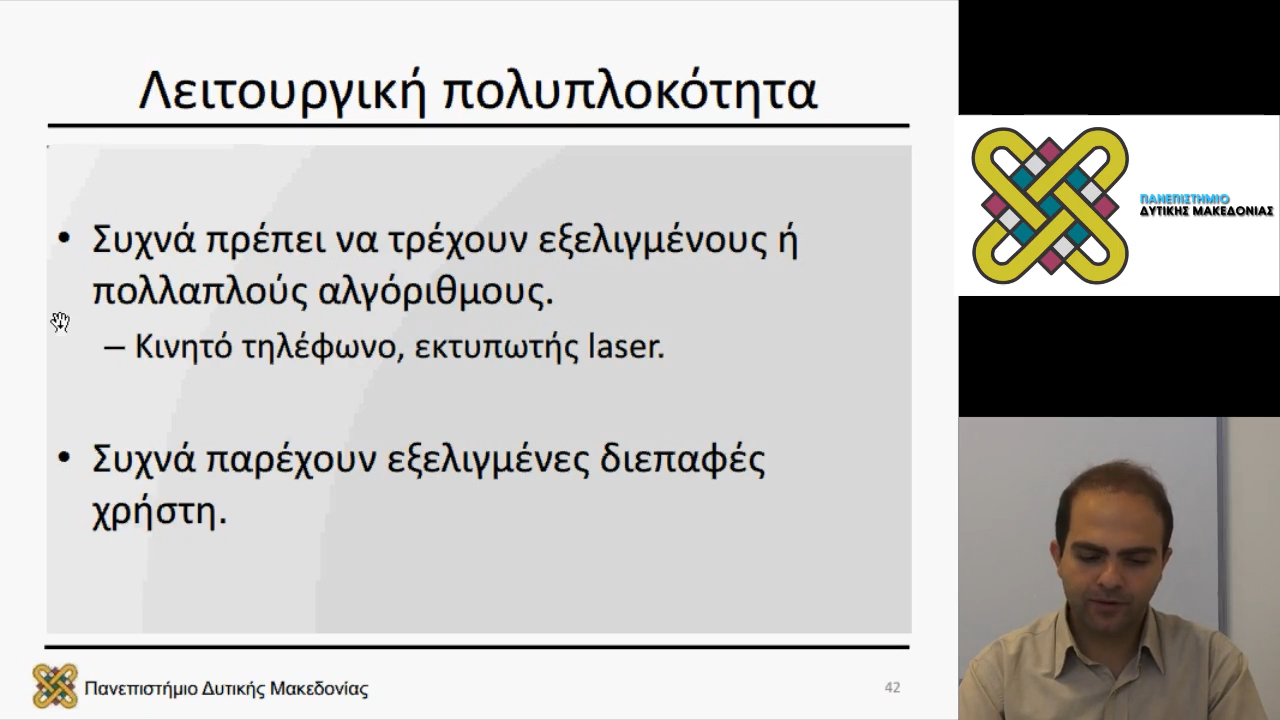 Λειτουργική πολυπλοκότητα
• Συχνά πρέπει να τρέχουν εξελιγμένους ή
πολλαπλούς αλγόριθμους.
– Κινητό τηλέφωνο, εκτυπωτής laser.
• Συχνά παρέχουν εξελιγμένες διεπαφές
χρήστη.
Πανεπιστήμιο Δυτικής Μακεδονίας
42
ΠΑΝΕΠΙΣΤΗΜΙΟ
ΔΥΤΙΚΗΣ ΜΑΚΕΔΟΝΙΑΣ